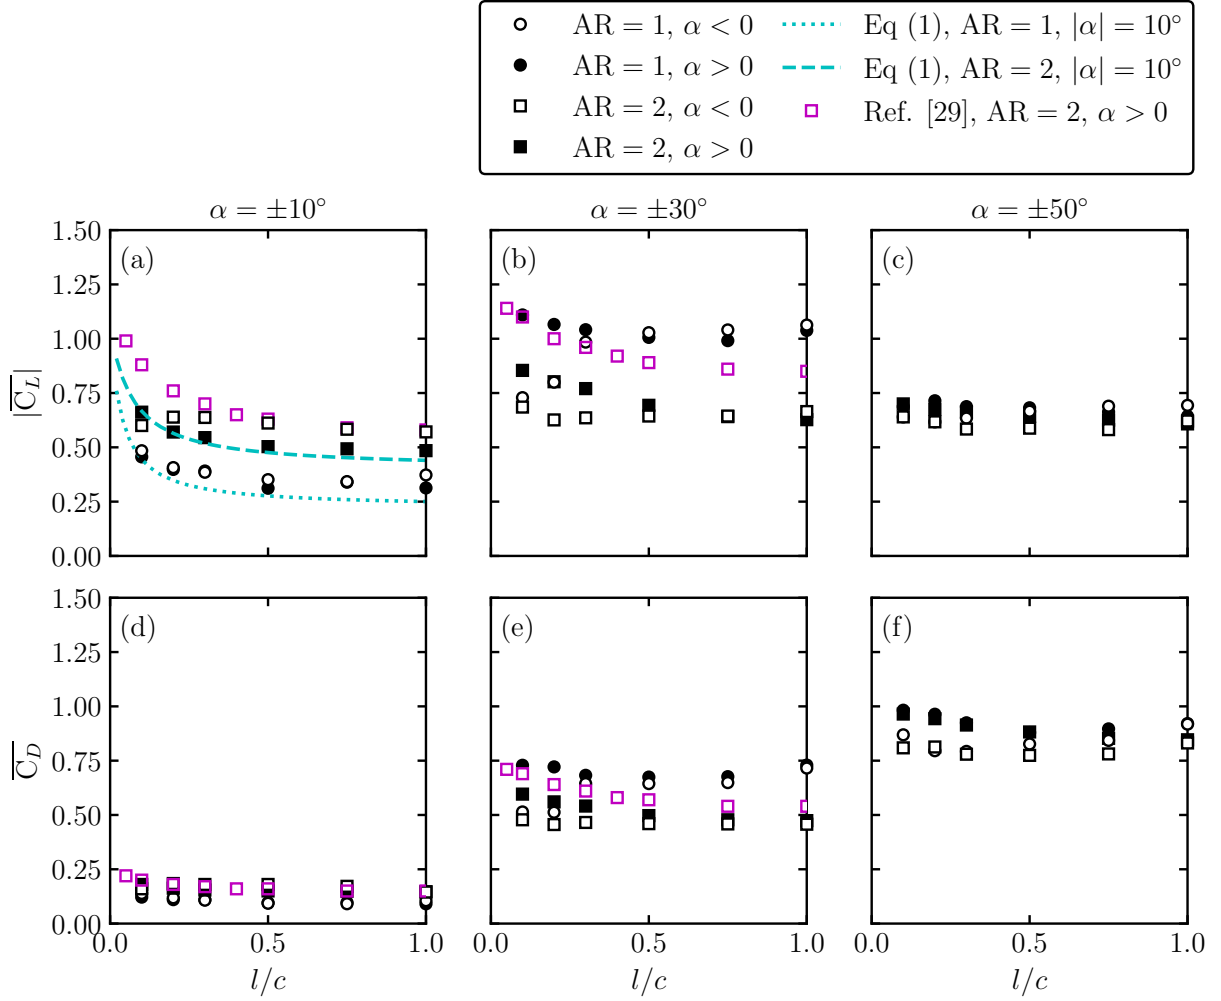 AR = 1, α < 0
AR = 1, α > 0
AR = 2, α < 0
AR = 2, α > 0
Eq (1), AR = 1, |α| = 10°
Eq (1), AR = 2, |α| = 10°
Ref. [29], AR = 2, α > 0
α = ±10°
α = ±30°
α = ±50°
|C̅_L̅|
1.50
1.25
1.00
0.75
0.50
0.25
0.00
(a)
(b)
(c)
C̅_D̅
1.50
1.25
1.00
0.75
0.50
0.25
0.00
(d)
(e)
(f)
0.0 0.5 1.0
0.0 0.5 1.0
0.0 0.5 1.0
l/c
l/c
l/c